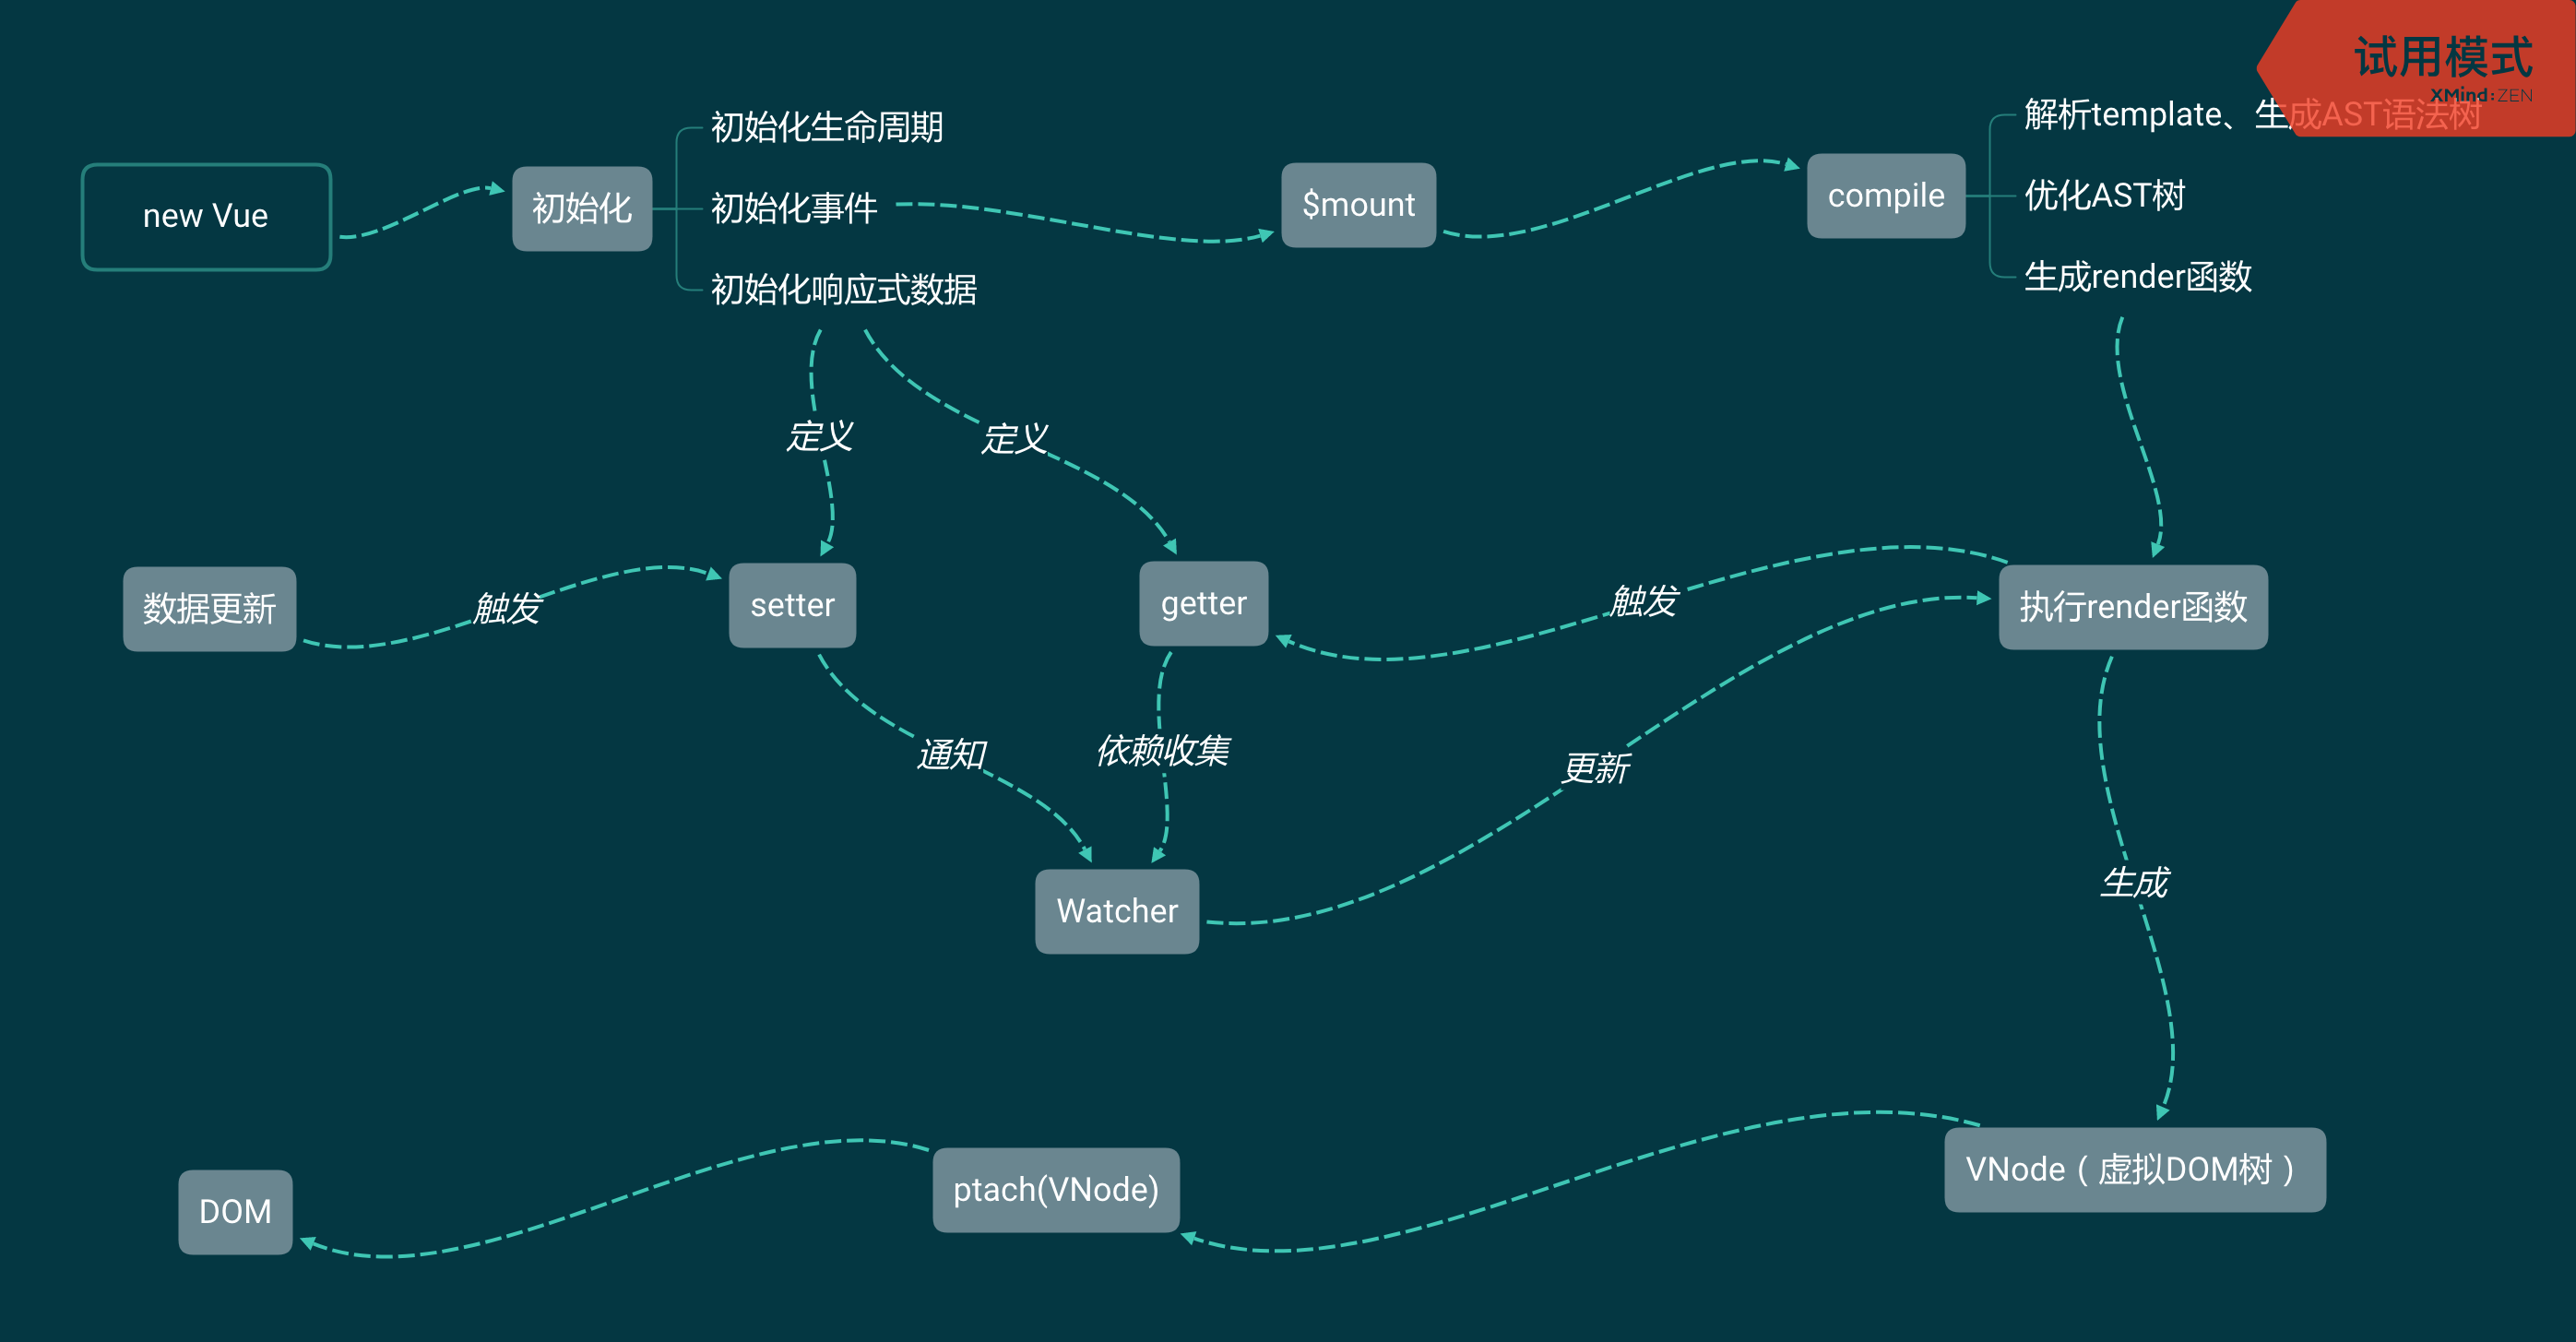 试用模式
XMind:ZEN
new Vue
初始化
初始化生命周期
初始化事件
初始化响应式数据
$mount
compile
解析template、生成AST语法树
优化AST树
生成render函数
定义
定义
数据更新
触发
setter
getter
触发
执行render函数
通知
依赖收集
更新
Watcher
生成
VNode（虚拟DOM树）
ptach(VNode)
DOM